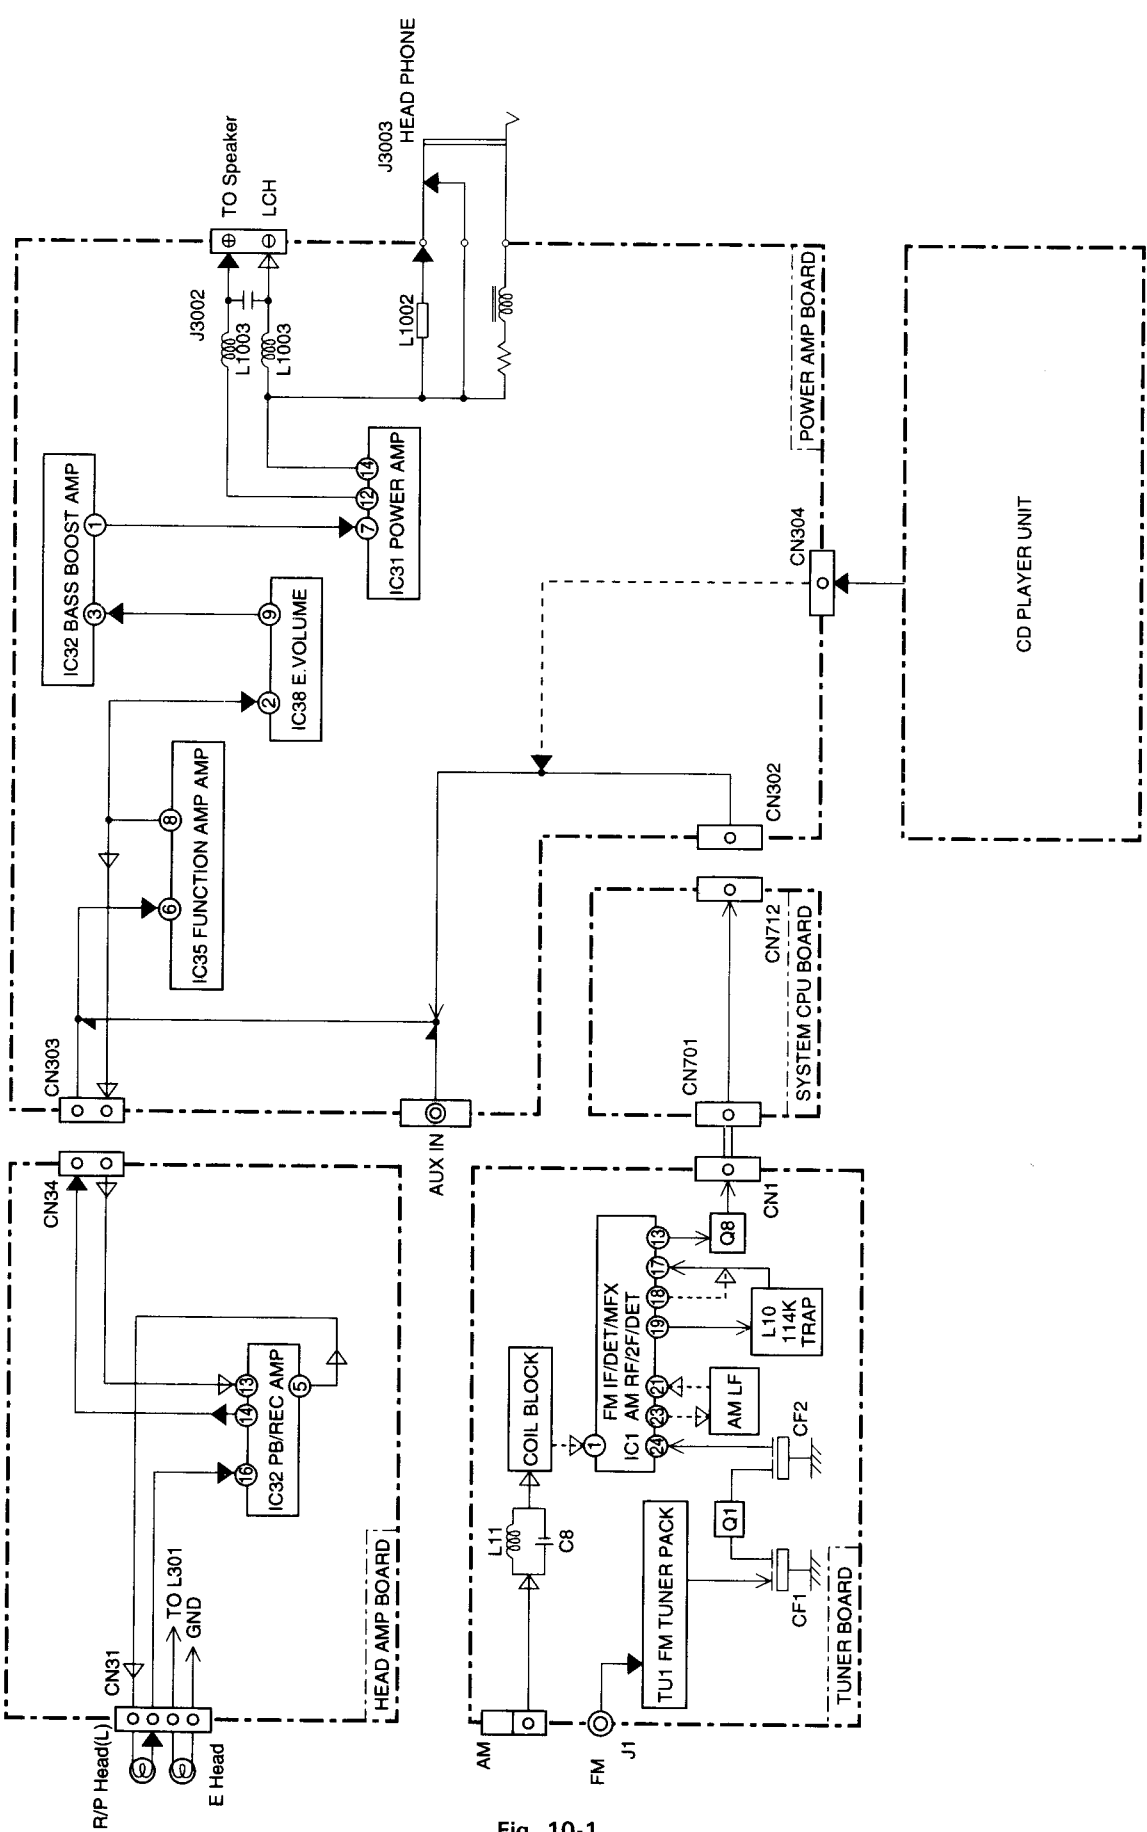 R/P Head(L)
E Head
CN31
TO L301
GND
HEAD AMP BOARD
16
14
13
IC32 PB/REC AMP
5
CN34
CN303
AUX IN
6
8
IC35 FUNCTION AMP AMP
2
9
IC38 E.VOLUME
IC32 BASS BOOST AMP
3
1
7
12
14
IC31 POWER AMP
J3002
L1003
L1003
TO Speaker
LCH
⊕
⊖
L1002
J3003
HEAD PHONE
POWER AMP BOARD
CN304
CN302
CD PLAYER UNIT
CN712
CN701
SYSTEM CPU BOARD
AM
FM
J1
L11
C8
COIL BLOCK
1
FM IF/DET/MFX
IC1 AM RF/2F/DET
24
23
21
19
18
17
13
Q8
CN1
L10
114K
TRAP
AM LF
TU1 FM TUNER PACK
Q1
CF1
CF2
TUNER BOARD
Fig. 10-1